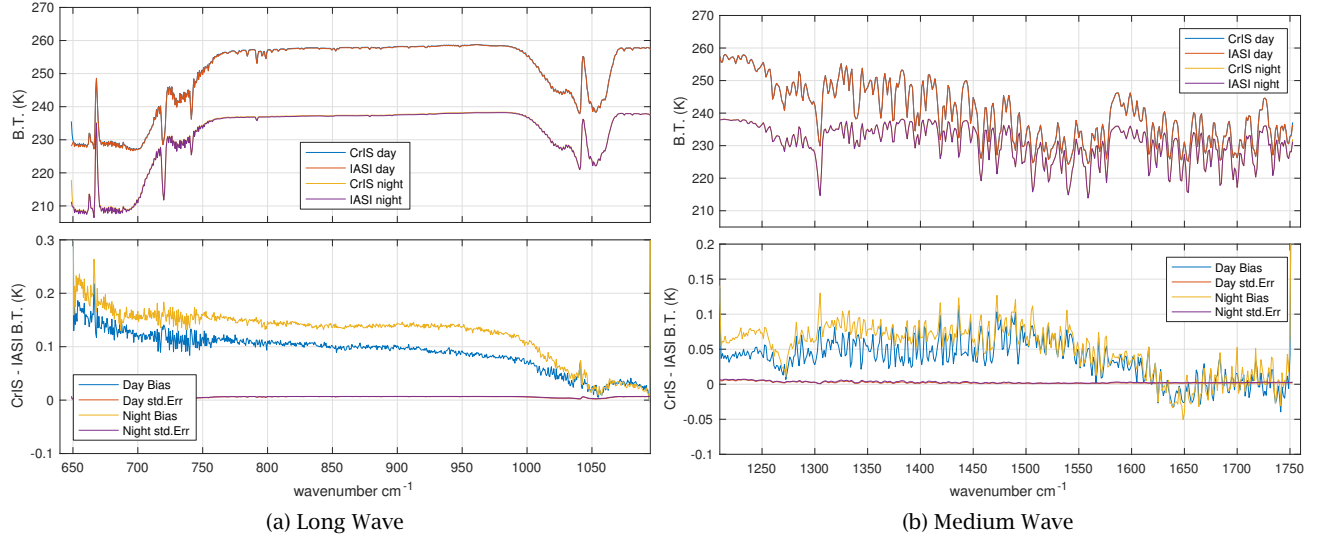 270
260
250
240
230
220
210
B.T. (K)
CrIS day
IASI day
CrIS night
IASI night
0.3
0.2
0.1
0
-0.1
CrIS - IASI B.T. (K)
Day Bias
Day std.Err
Night Bias
Night std.Err
650 700 750 800 850 900 950 1000 1050
wavenumber cm-1
(a) Long Wave
270
260
250
240
230
220
210
B.T. (K)
CrIS day
IASI day
CrIS night
IASI night
0.2
0.15
0.1
0.05
0
-0.05
-0.1
CrIS - IASI B.T. (K)
Day Bias
Day std.Err
Night Bias
Night std.Err
1250 1300 1350 1400 1450 1500 1550 1600 1650 1700 1750
wavenumber cm-1
(b) Medium Wave